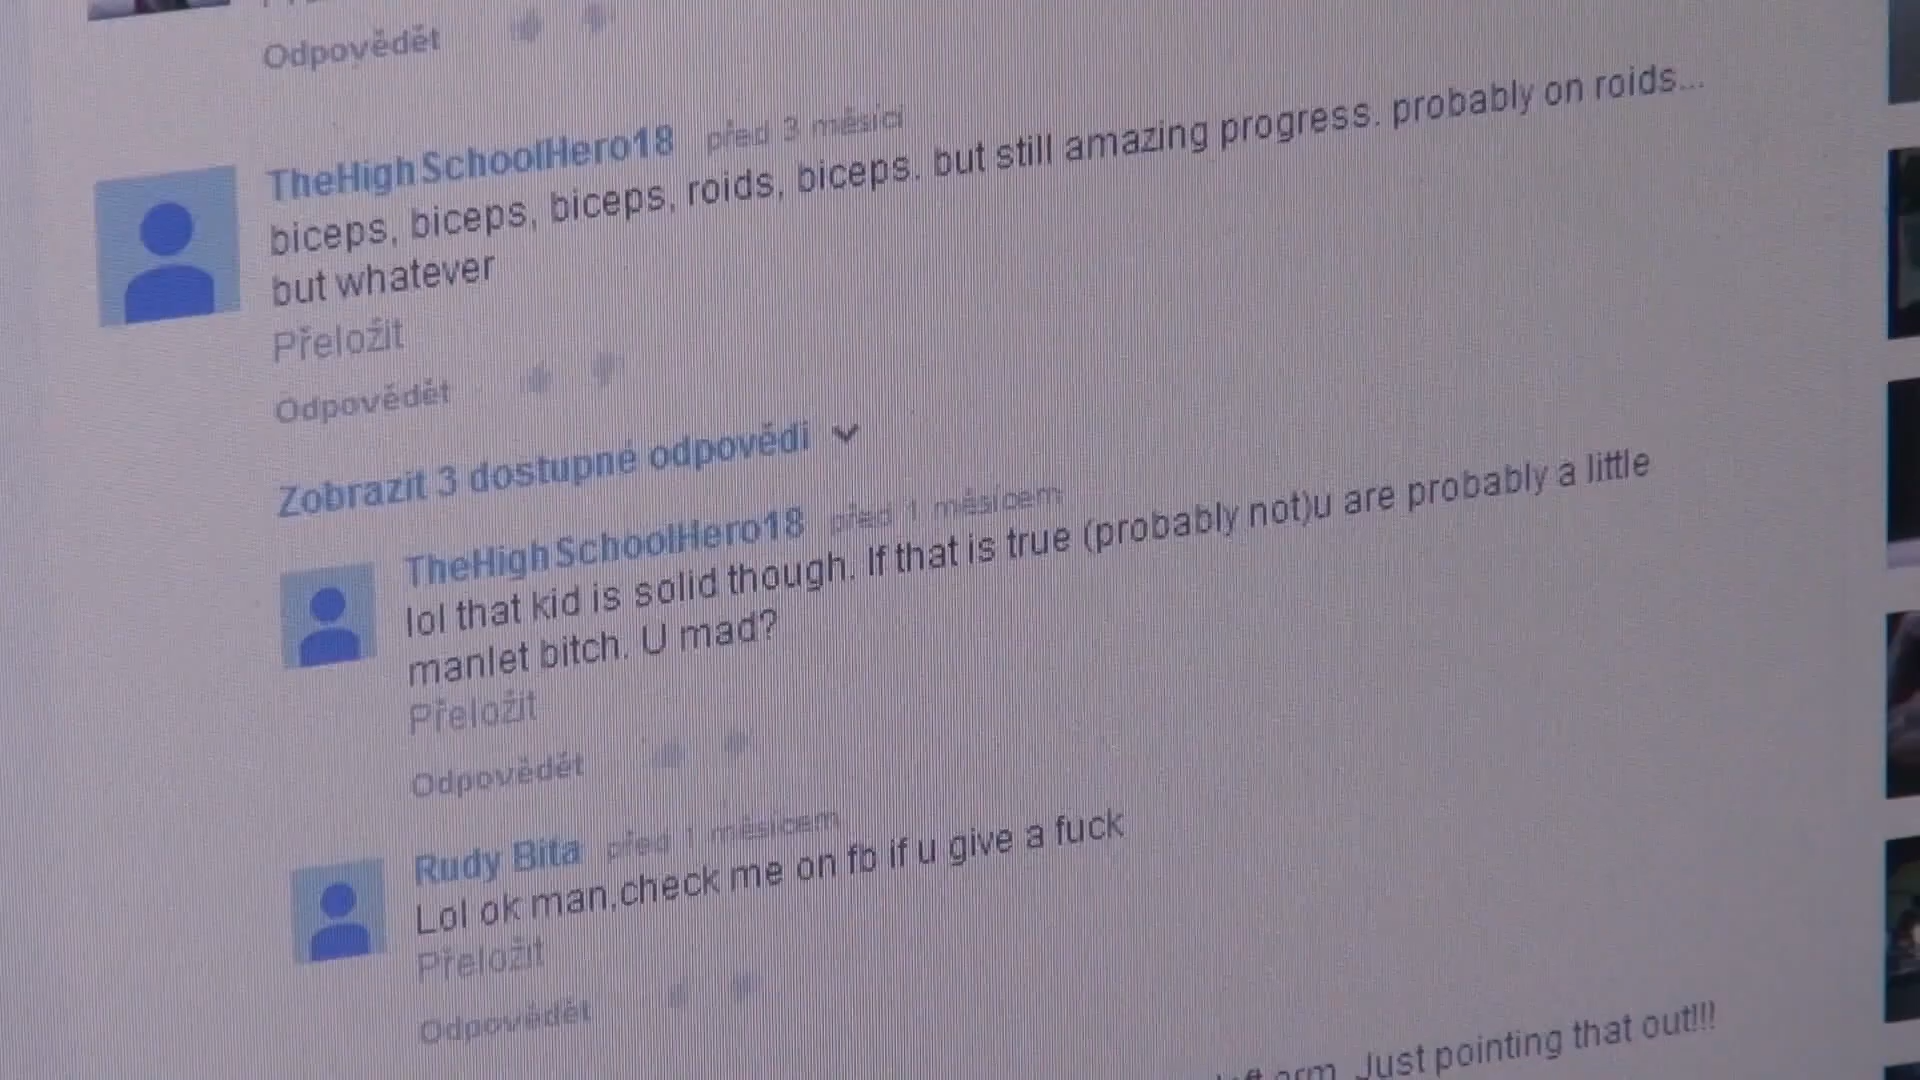 Odpovědět
TheHighSchoolHero18 před 3 měsíci
biceps, biceps, biceps, roids, biceps. but still amazing progress. probably on roids...
but whatever
Přeložit
Odpovědět
Zobrazit 3 dostupné odpovědi
TheHighSchoolHero18 před 1 měsícem
lol that kid is solid though. If that is true (probably not)u are probably a little
manlet bitch. U mad?
Přeložit
Odpovědět
Rudy Bita před 1 měsícem
Lol ok man,check me on fb if u give a fuck
Přeložit
Odpovědět
arm. Just pointing that out!!!